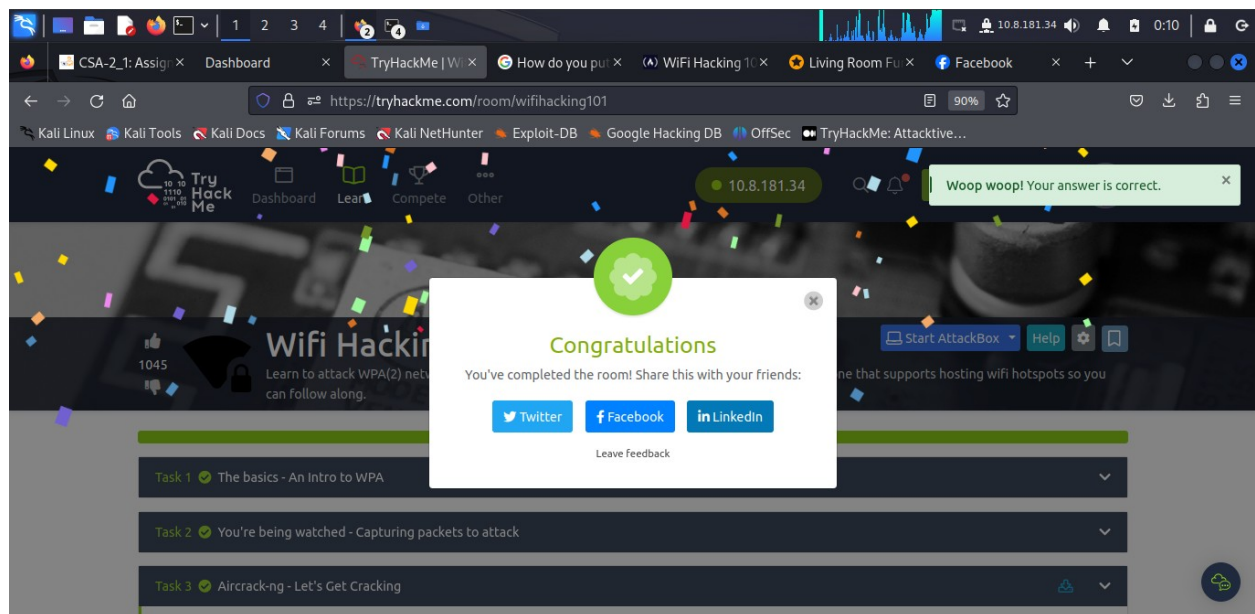 1 2 3 4 2 4 10.8.181.34 0:10
CSA-2_1: Assign Dashboard TryHackMe | Wi How do you put WiFi Hacking 10 Living Room Fu Facebook
https://tryhackme.com/room/wifihacking101 90%
Kali Linux Kali Tools Kali Docs Kali Forums Kali NetHunter Exploit-DB Google Hacking DB OffSec TryHackMe: Attacktive…
Try Hack Me
Dashboard Learn Compete Other 10.8.181.34
Woop woop! Your answer is correct.
Wifi Hackin
1045
Learn to attack WPA(2) netw
ne that supports hosting wifi hotspots so you
can follow along.
Start AttackBox Help
Congratulations
You've completed the room! Share this with your friends:
Twitter Facebook LinkedIn
Leave feedback
Task 1 The basics - An Intro to WPA
Task 2 You're being watched - Capturing packets to attack
Task 3 Aircrack-ng - Let's Get Cracking